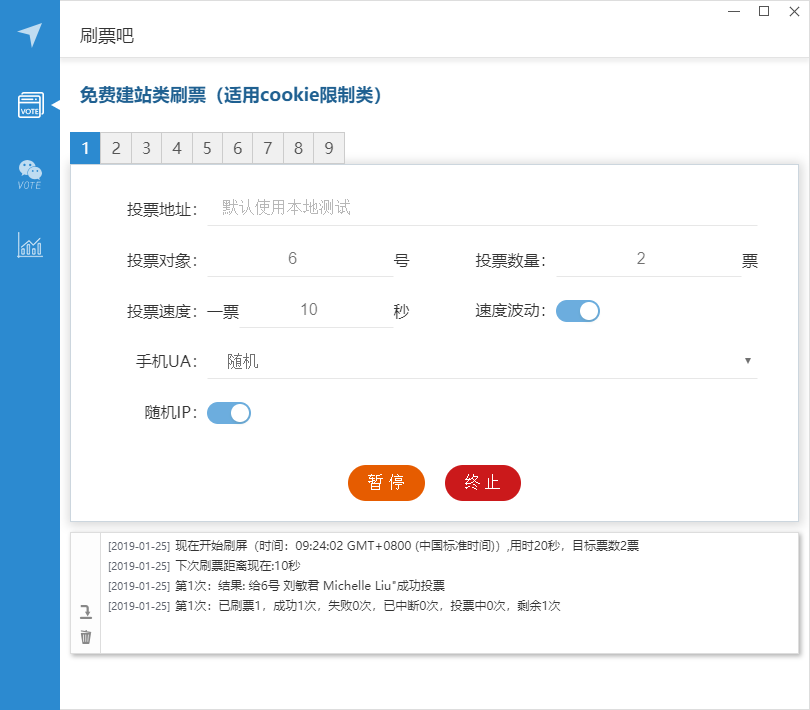 刷票吧
VOTE
VOTE
免费建站类刷票（适用cookie限制类）
1 2 3 4 5 6 7 8 9
投票地址： 默认使用本地测试
投票对象： 6 号 投票数量： 2 票
投票速度：一票 10 秒 速度波动：
手机UA： 随机
随机IP：
暂 停 终 止
[2019-01-25] 现在开始刷屏（时间：09:24:02 GMT+0800 (中国标准时间)）,用时20秒，目标票数2票
[2019-01-25] 下次刷票距离现在:10秒
[2019-01-25] 第1次：结果: 给6号 刘敏君 Michelle Liu"成功投票
[2019-01-25] 第1次：已刷票1，成功1次，失败0次，已中断0次，投票中0次，剩余1次